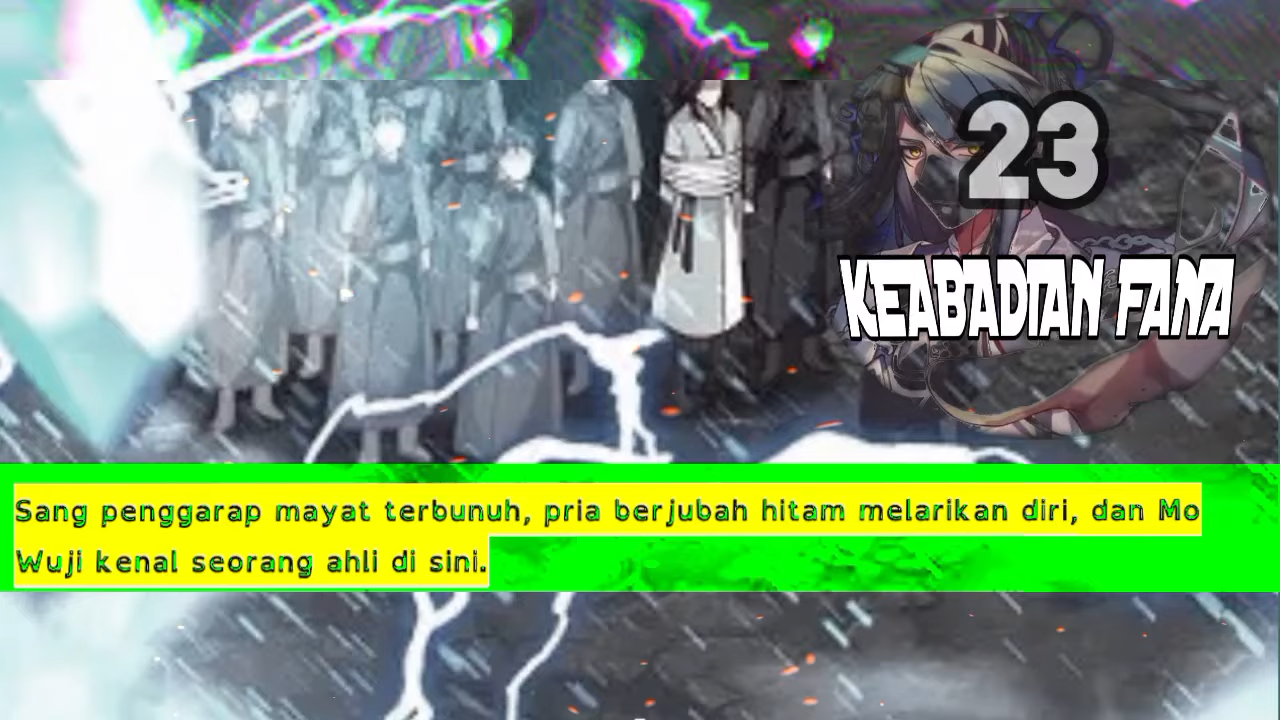 23
KEABADIAN FANA
Sang penggarap mayat terbunuh, pria berjubah hitam melarikan diri, dan Mo
Wuji kenal seorang ahli di sini.